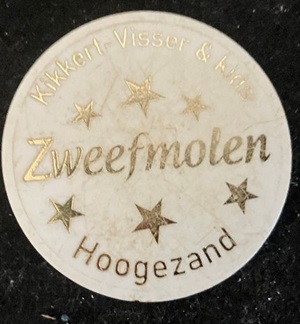 Kikkert-Visser &
Zweefmolen
Hoogezand